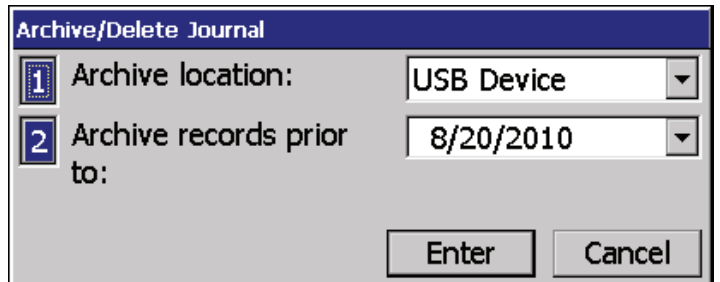 Archive/Delete Journal
1 Archive location: USB Device
2 Archive records prior 8/20/2010
to:
Enter Cancel